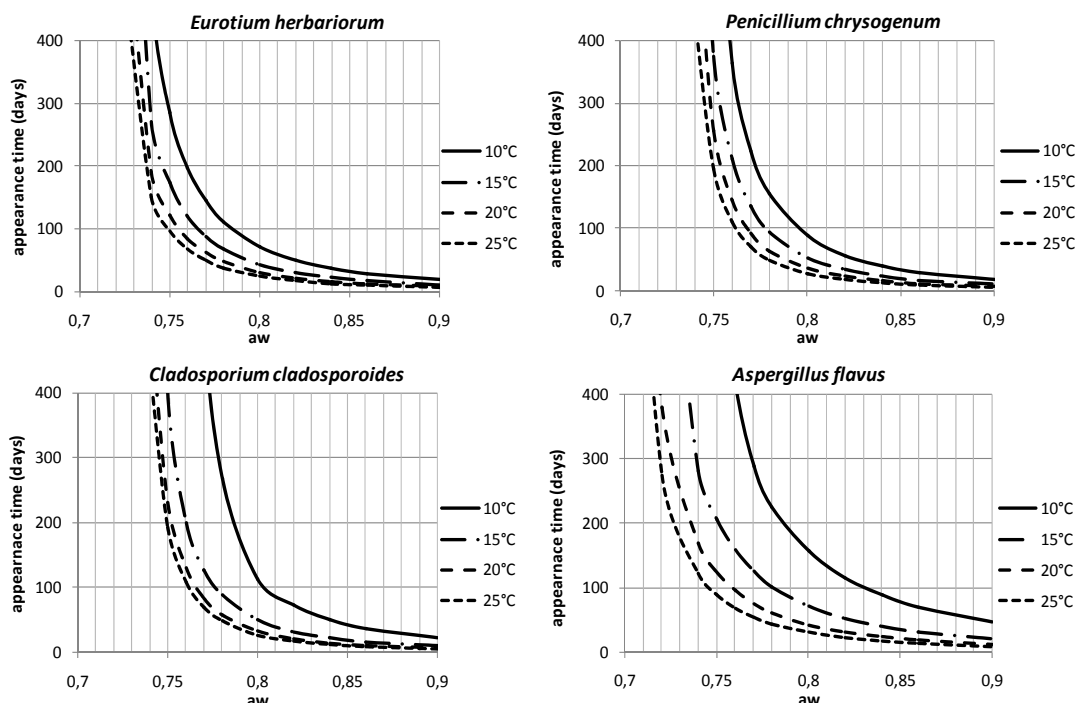 Eurotium herbariorum
400
300
200
100
0
appearance time (days)
0,7
0,75
0,8
0,85
0,9
aw
10°C
15°C
20°C
25°C
Penicillium chrysogenum
400
300
200
100
0
appearance time (days)
0,7
0,75
0,8
0,85
0,9
aw
10°C
15°C
20°C
25°C
Cladosporium cladosporoides
400
300
200
100
0
appearnace time (days)
0,7
0,75
0,8
0,85
0,9
aw
10°C
15°C
20°C
25°C
Aspergillus flavus
400
300
200
100
0
appearnace time (days)
0,7
0,75
0,8
0,85
0,9
aw
10°C
15°C
20°C
25°C